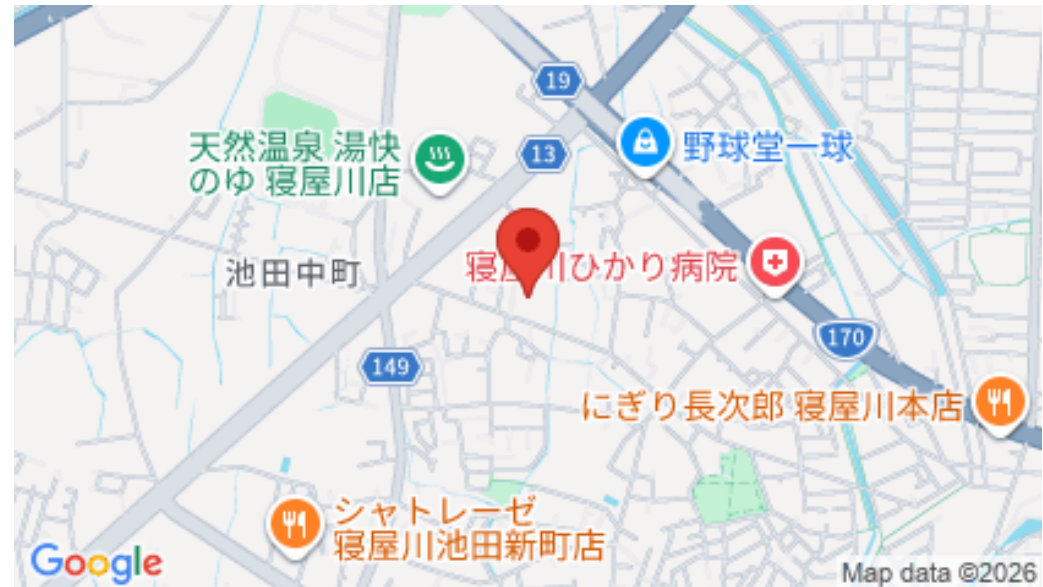 19
天然温泉 湯快
のゆ 寝屋川店
13
野球堂一球
池田中町
寝屋川ひかり病院
170
149
にぎり長次郎 寝屋川本店
シャトレーゼ
寝屋川池田新町店
Google
Map data ©2026